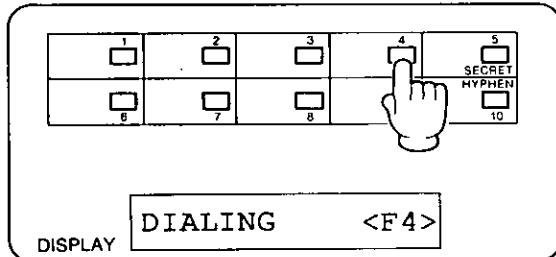 1 2 3 4 5
SECRET
HYPHEN
6 7 8 10
DIALING <F4>
DISPLAY